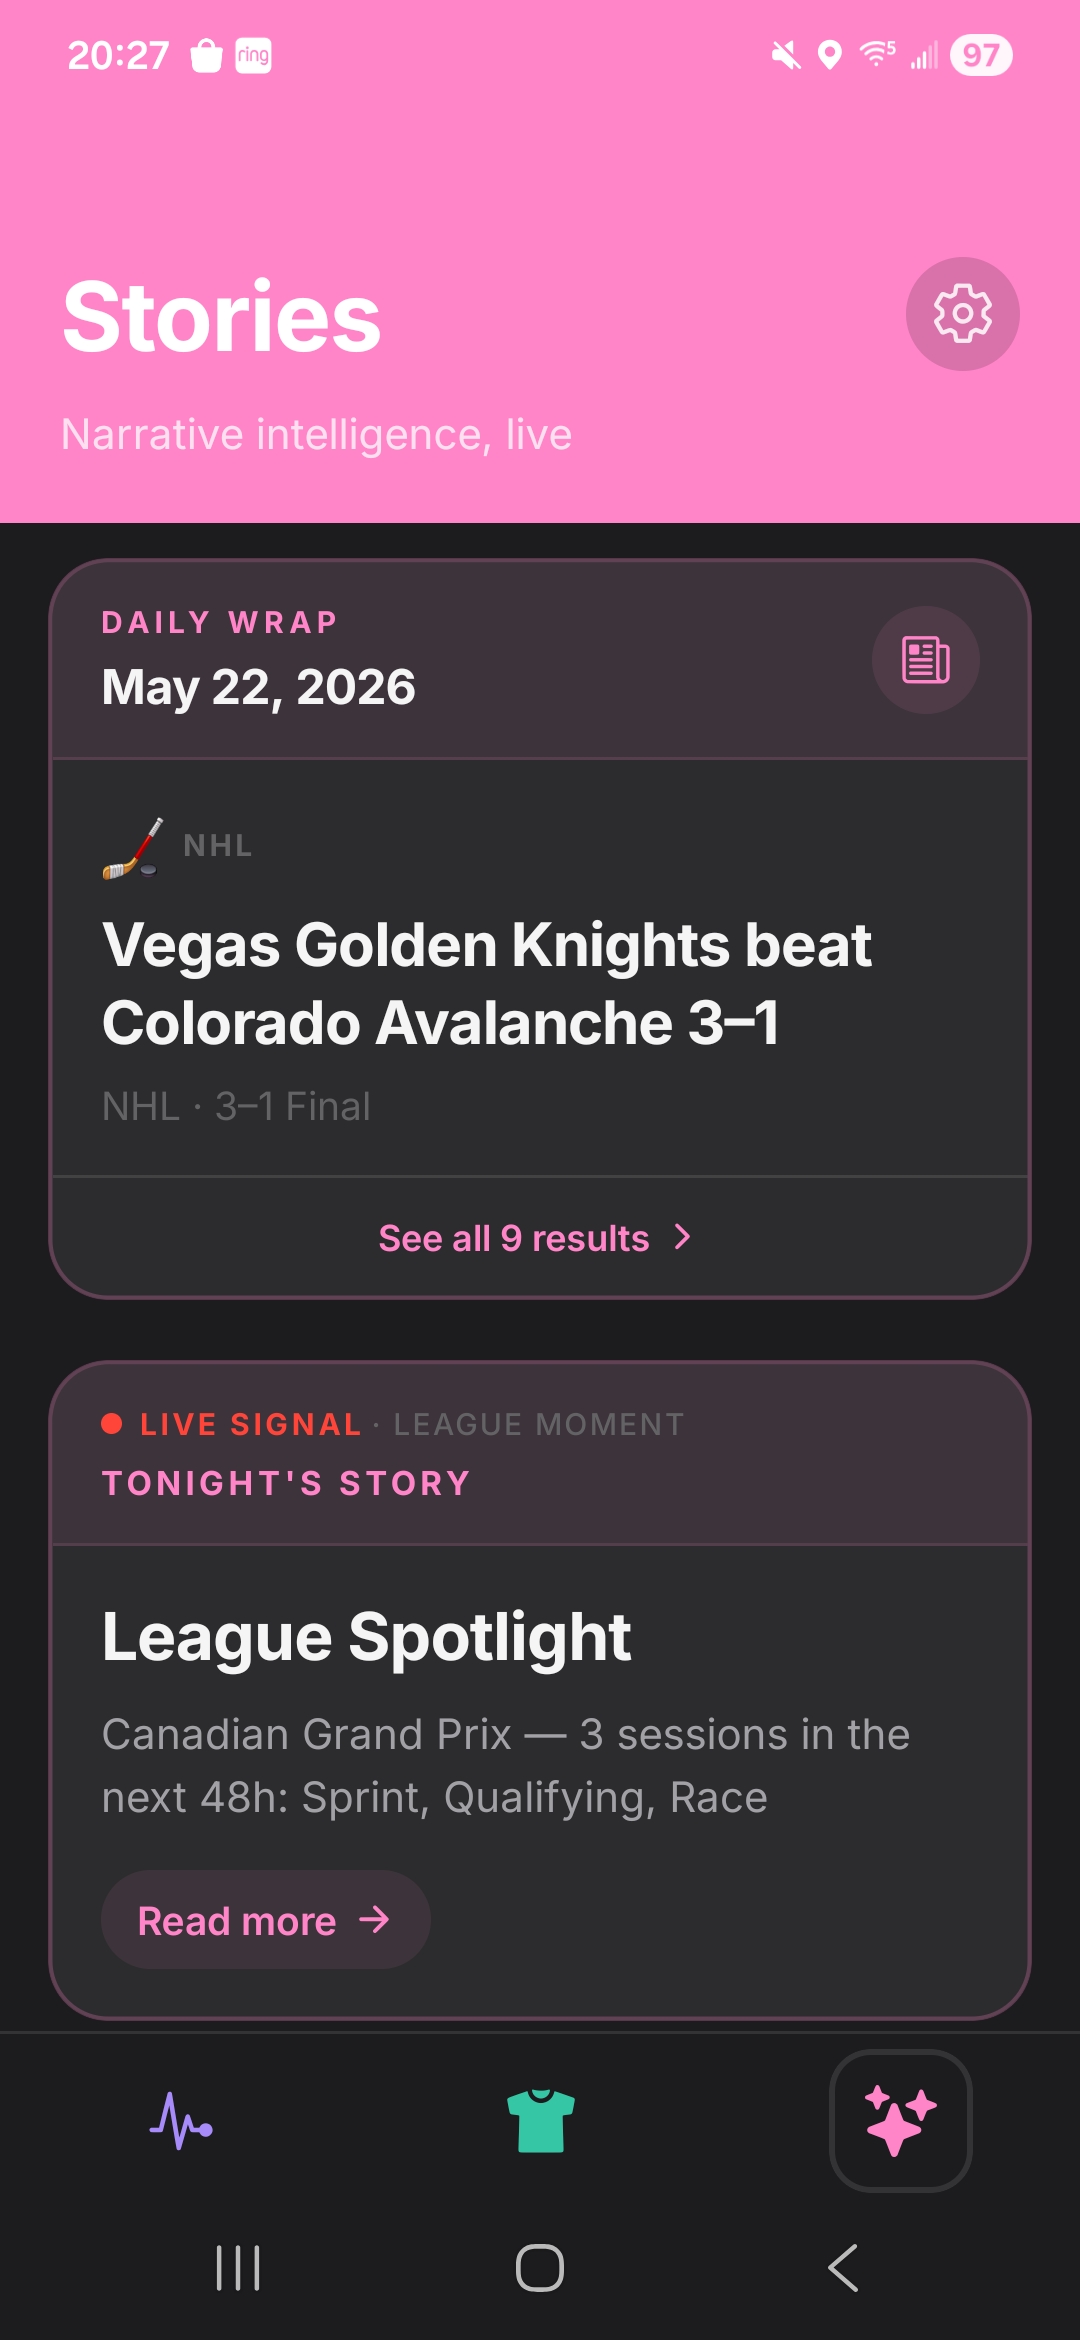 20:27 ring 5 97
Stories
Narrative intelligence, live
DAILY WRAP
May 22, 2026
NHL
Vegas Golden Knights beat
Colorado Avalanche 3–1
NHL · 3–1 Final
See all 9 results
LIVE SIGNAL · LEAGUE MOMENT
TONIGHT'S STORY
League Spotlight
Canadian Grand Prix — 3 sessions in the
next 48h: Sprint, Qualifying, Race
Read more